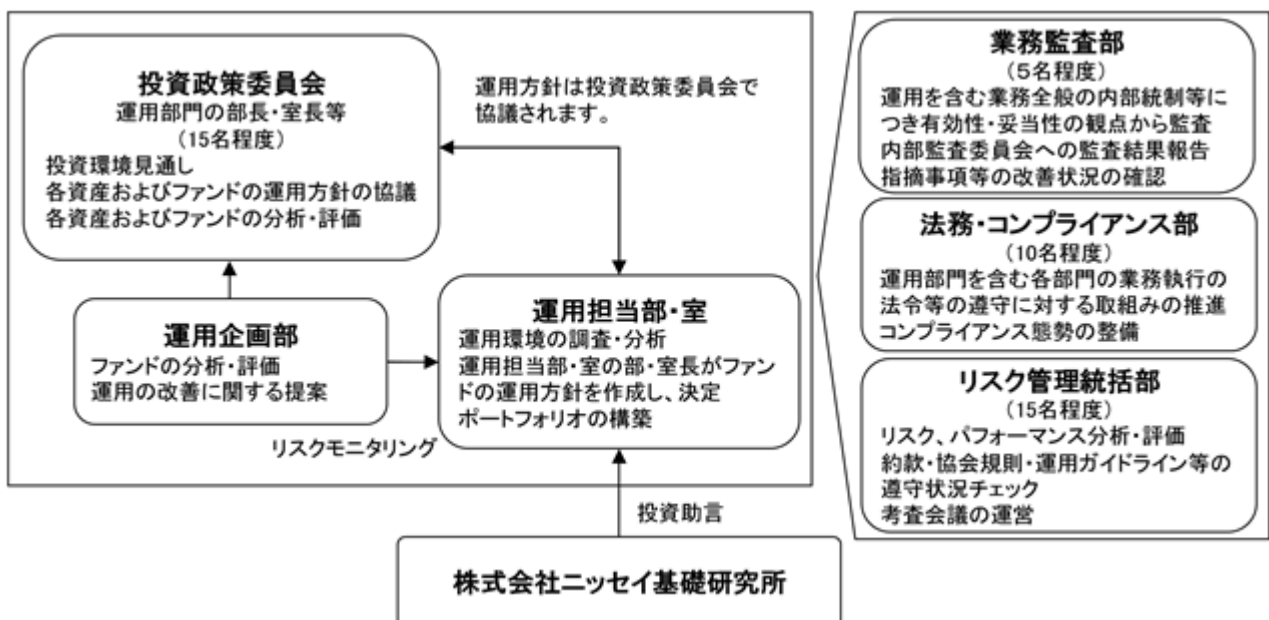 投資政策委員会
運用部門の部長・室長等
(15名程度)
投資環境見通し
各資産およびファンドの運用方針の協議
各資産およびファンドの分析・評価
運用方針は投資政策委員会で
協議されます。
運用企画部
ファンドの分析・評価
運用の改善に関する提案
リスクモニタリング
運用担当部・室
運用環境の調査・分析
運用担当部・室の部・室長がファン
ドの運用方針を作成し、決定
ポートフォリオの構築
投資助言
株式会社ニッセイ基礎研究所
業務監査部
(5名程度)
運用を含む業務全般の内部統制等に
つき有効性・妥当性の観点から監査
内部監査委員会への監査結果報告
指摘事項等の改善状況の確認
法務・コンプライアンス部
(10名程度)
運用部門を含む各部門の業務執行の
法令等の遵守に対する取組みの推進
コンプライアンス態勢の整備
リスク管理統括部
(15名程度)
リスク、パフォーマンス分析・評価
約款・協会規則・運用ガイドライン等の
遵守状況チェック
考査会議の運営